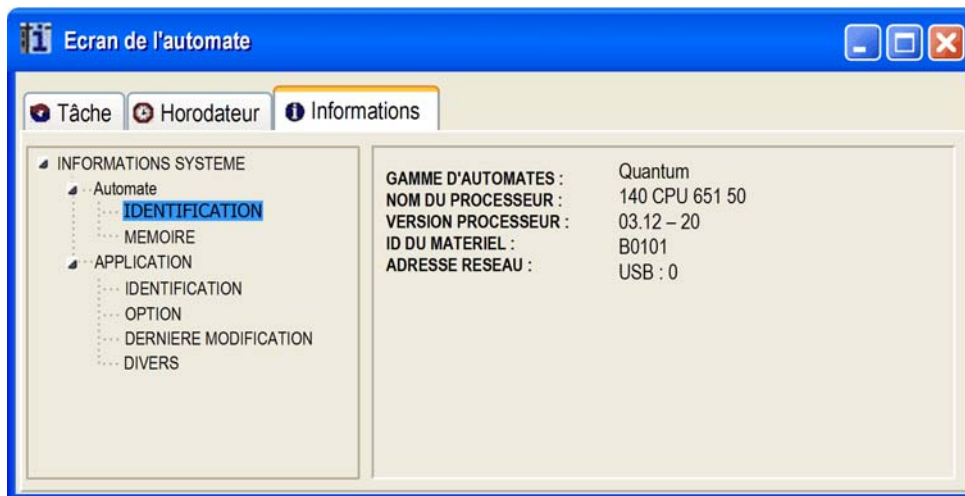 Ecran de l'automate
Tâche
Horodateur
Informations
INFORMATIONS SYSTEME
Automate
IDENTIFICATION
MEMOIRE
APPLICATION
IDENTIFICATION
OPTION
DERNIERE MODIFICATION
DIVERS
GAMME D'AUTOMATES : Quantum
NOM DU PROCESSEUR : 140 CPU 651 50
VERSION PROCESSEUR : 03.12 – 20
ID DU MATERIEL : B0101
ADRESSE RESEAU : USB : 0